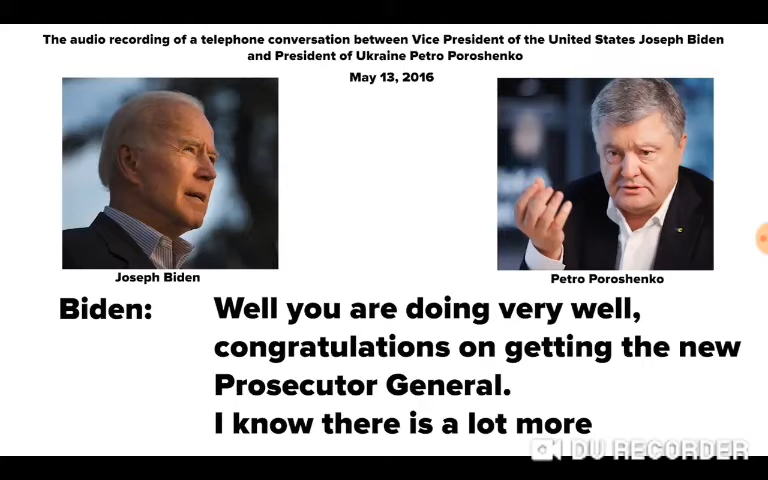 The audio recording of a telephone conversation between Vice President of the United States Joseph Biden
and President of Ukraine Petro Poroshenko
May 13, 2016
Joseph Biden
Petro Poroshenko
Biden: Well you are doing very well,
congratulations on getting the new
Prosecutor General.
I know there is a lot more
DU RECORDER